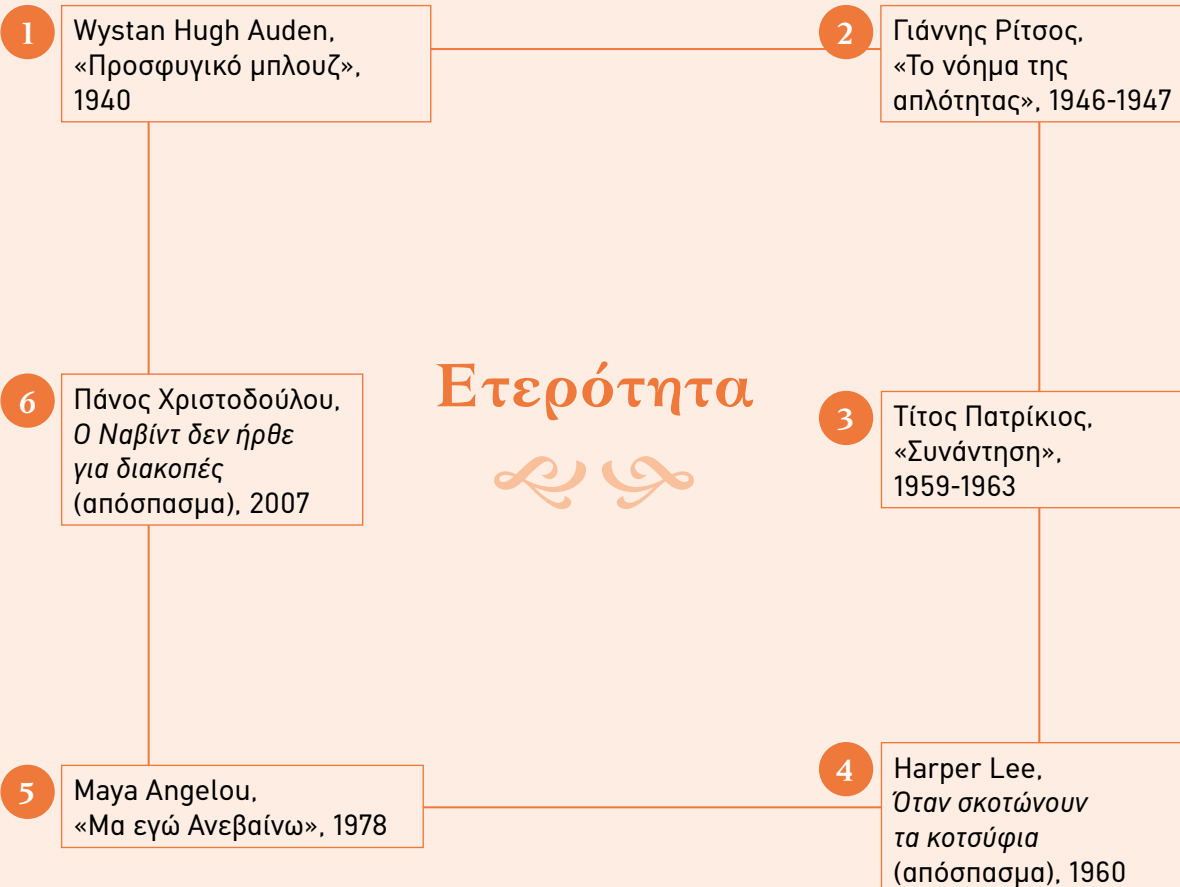 1
Wystan Hugh Auden,
«Προσφυγικό μπλουζ»,
1940
2
Γιάννης Ρίτσος,
«Το νόημα της
απλότητας», 1946-1947
Ετερότητα
3
Τίτος Πατρίκιος,
«Συνάντηση»,
1959-1963
4
Harper Lee,
Όταν σκοτώνουν
τα κοτσύφια
(απόσπασμα), 1960
5
Maya Angelou,
«Μα εγώ Ανεβαίνω», 1978
6
Πάνος Χριστοδούλου,
Ο Ναβίντ δεν ήρθε
για διακοπές
(απόσπασμα), 2007